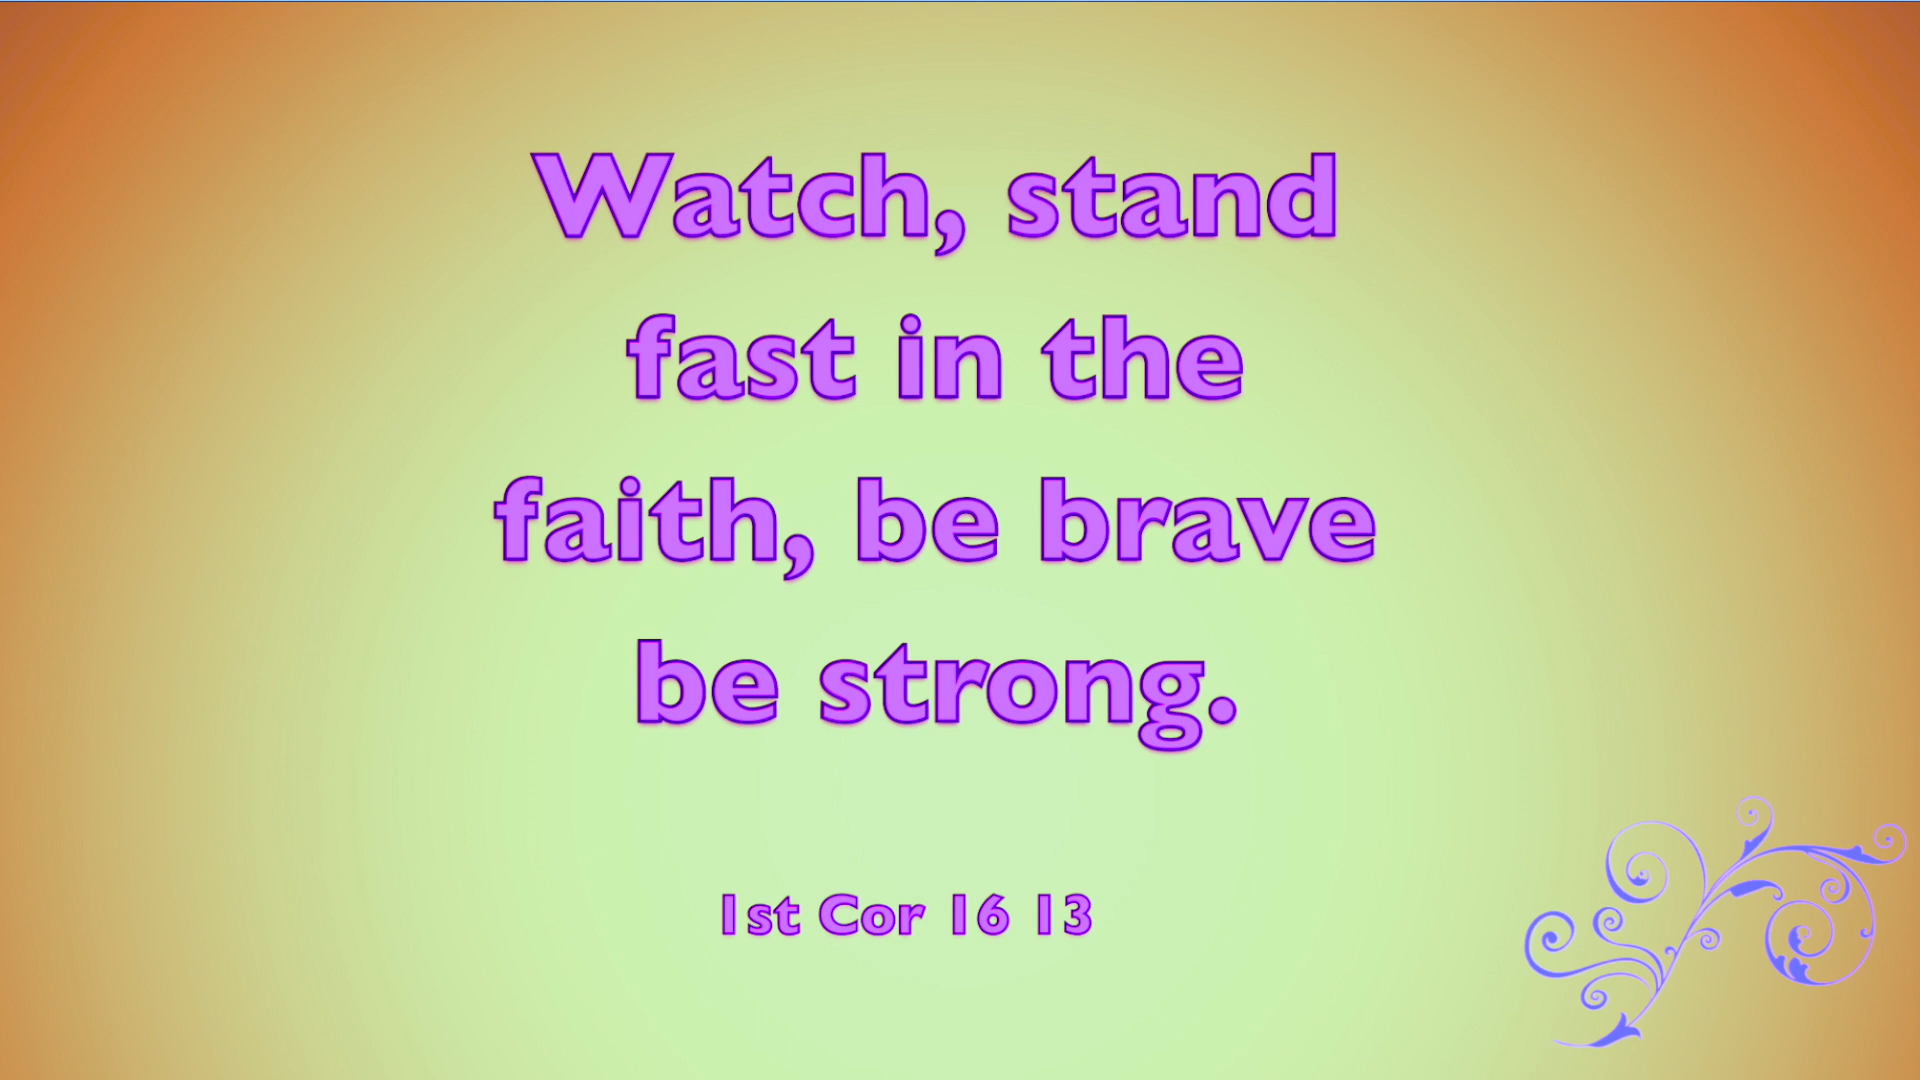 Watch, stand
fast in the
faith, be brave
be strong.
1st Cor 16 13